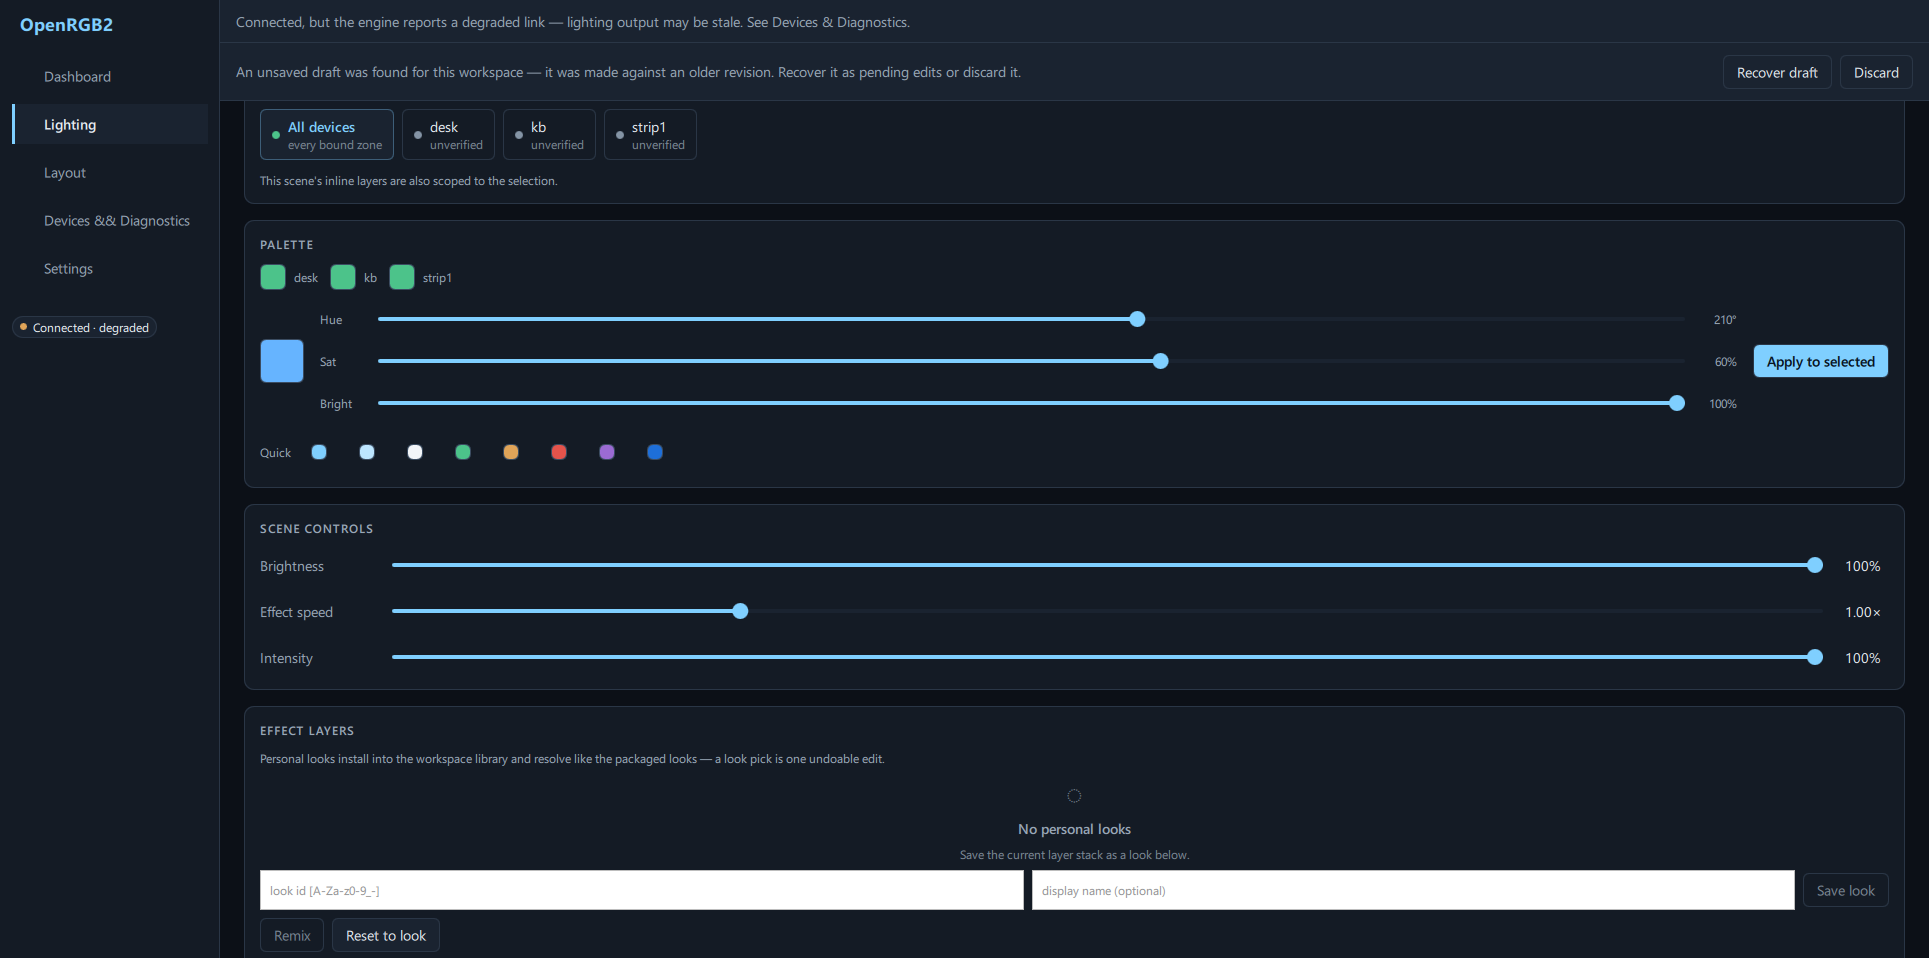 OpenRGB2
Dashboard
Lighting
Layout
Devices && Diagnostics
Settings
Connected · degraded
Connected, but the engine reports a degraded link — lighting output may be stale. See Devices & Diagnostics.
An unsaved draft was found for this workspace — it was made against an older revision. Recover it as pending edits or discard it.
Recover draft
Discard
All devices
every bound zone
desk
unverified
kb
unverified
strip1
unverified
This scene's inline layers are also scoped to the selection.
PALETTE
desk
kb
strip1
Hue
210°
Sat
60%
Apply to selected
Bright
100%
Quick
SCENE CONTROLS
Brightness
100%
Effect speed
1.00×
Intensity
100%
EFFECT LAYERS
Personal looks install into the workspace library and resolve like the packaged looks — a look pick is one undoable edit.
No personal looks
Save the current layer stack as a look below.
look id [A-Za-z0-9_-]
display name (optional)
Save look
Remix
Reset to look